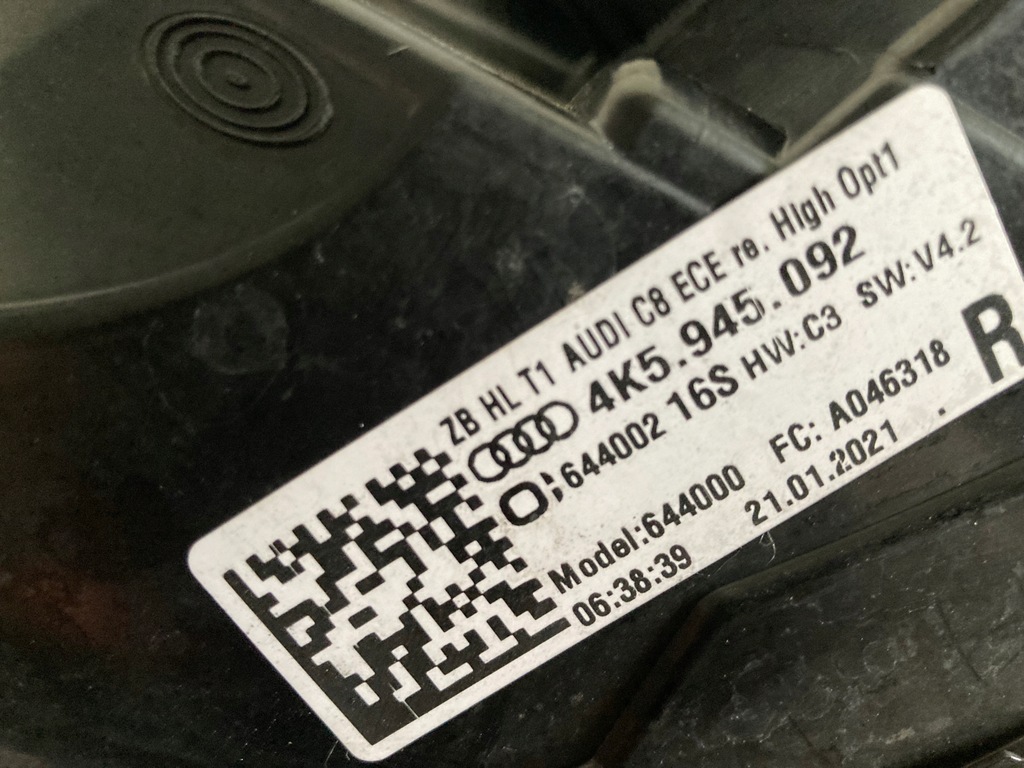 ZB HL T1 AUDI C8 ECE re. High Opt1
4K5.945.092
644002 16S HW:C3 SW:V4.2
Model:644000 FC: A046318
06:38:39 21.01.2021
R